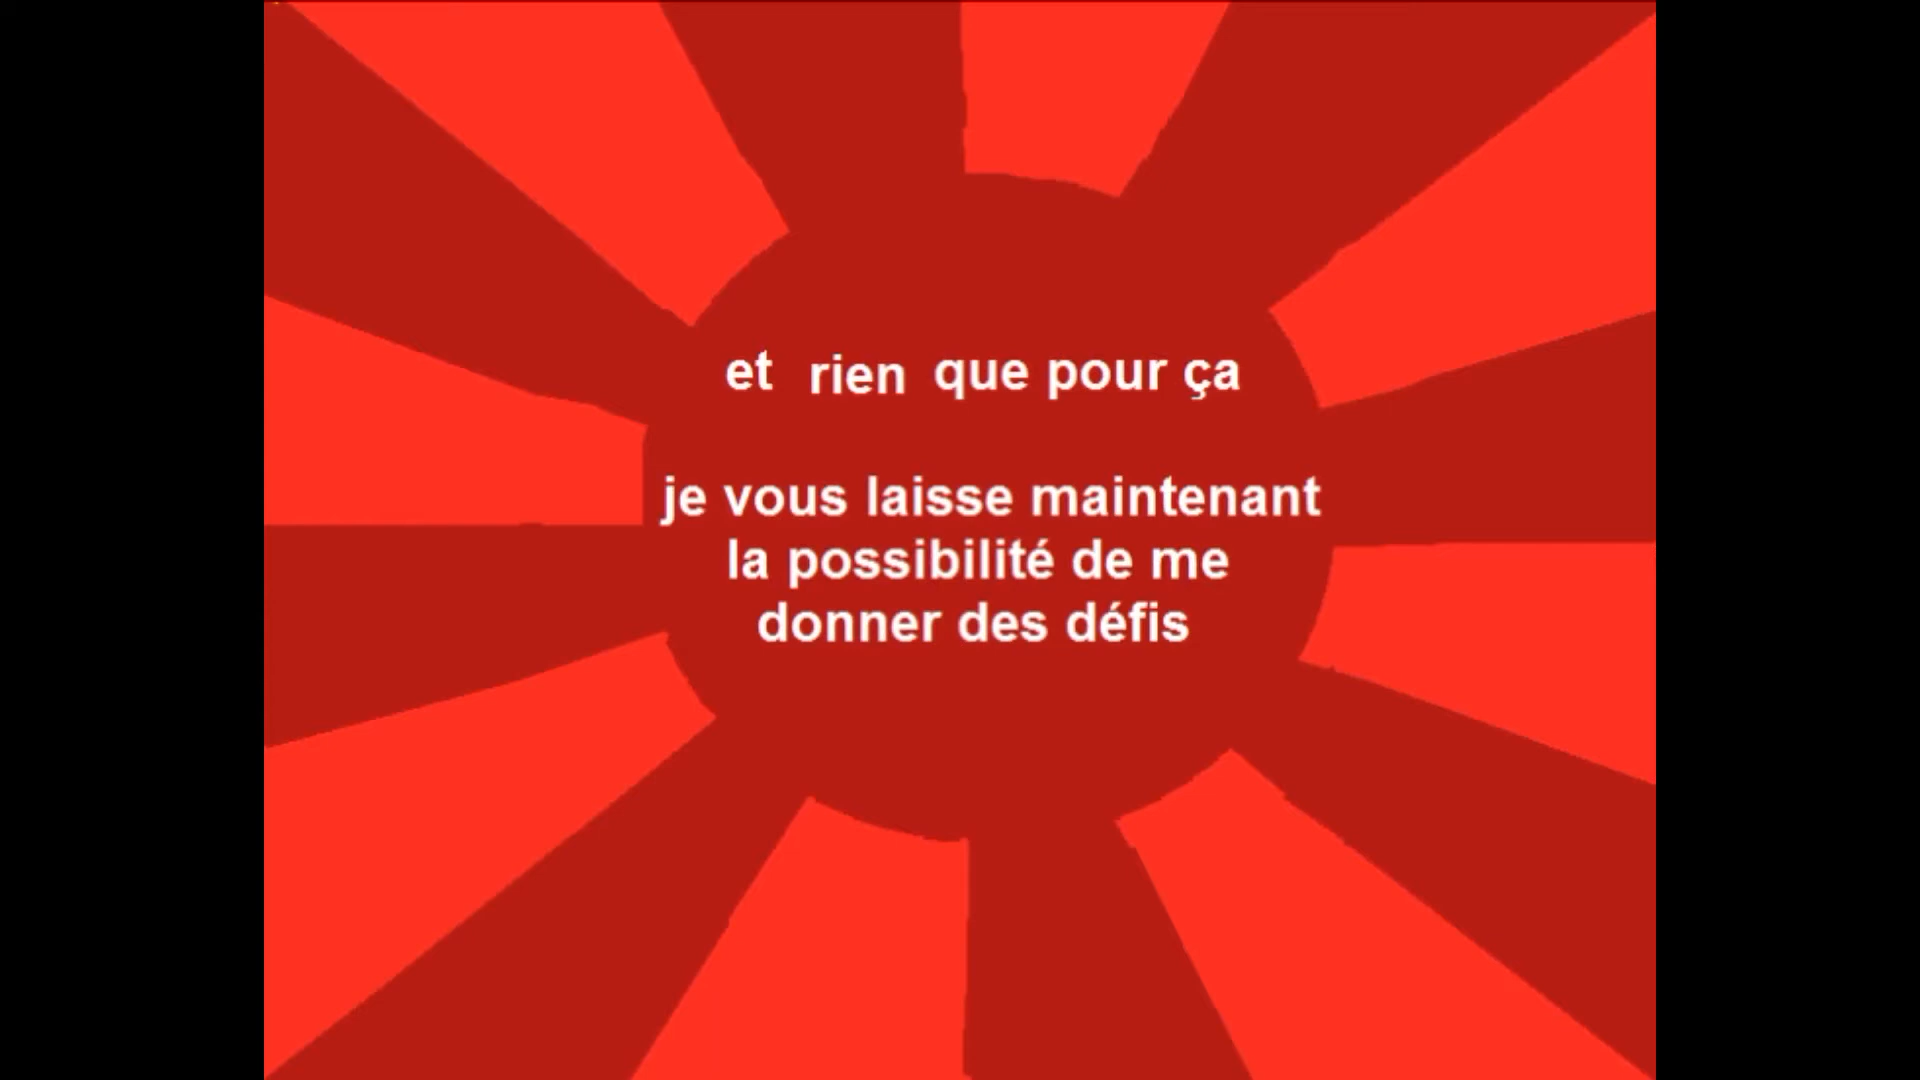 et rien que pour ça
je vous laisse maintenant
la possibilité de me
donner des défis